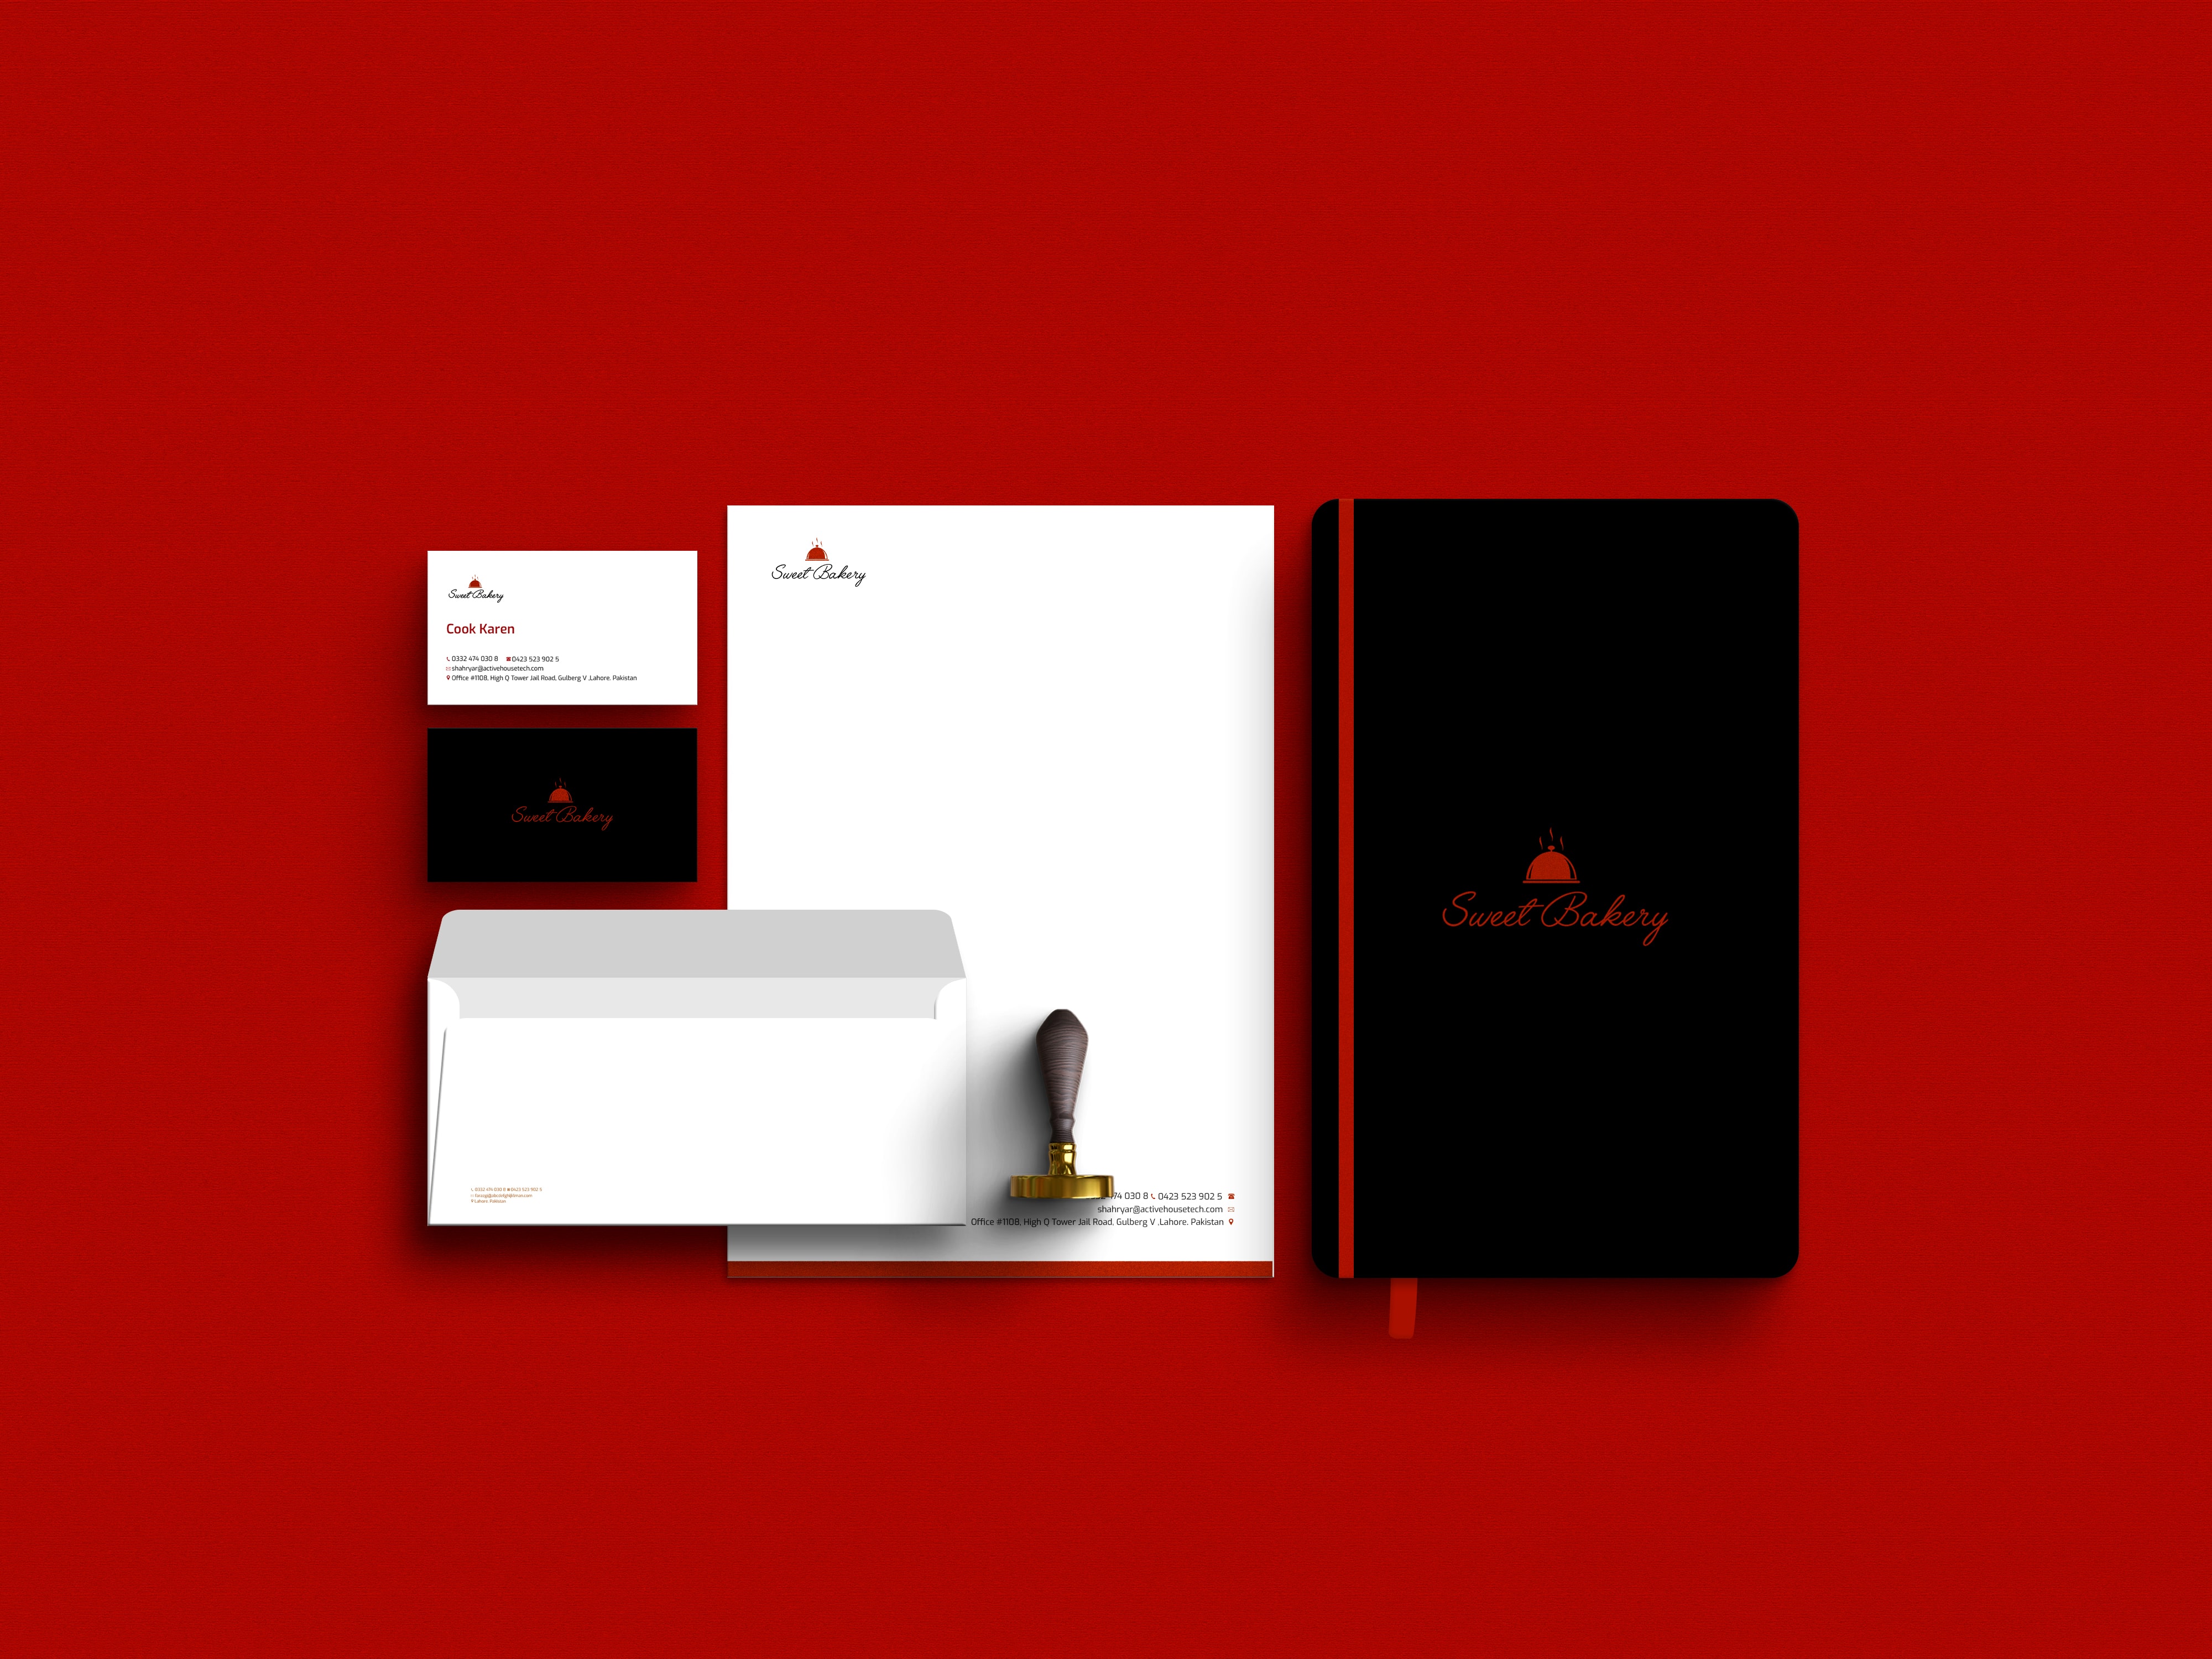 Sweet Bakery
Cook Karen
0332 474 030 8 0423 523 902 5
shahryar@activehousetech.com
Office #1108, High Q Tower Jail Road, Gulberg V ,Lahore. Pakistan
Sweet Bakery
0332 474 030 8 0423 523 902 5
Lahore. Pakistan
Sweet Bakery
74 030 8 0423 523 902 5
shahryar@activehousetech.com
Office #1108, High Q Tower Jail Road, Gulberg V ,Lahore. Pakistan
Sweet Bakery